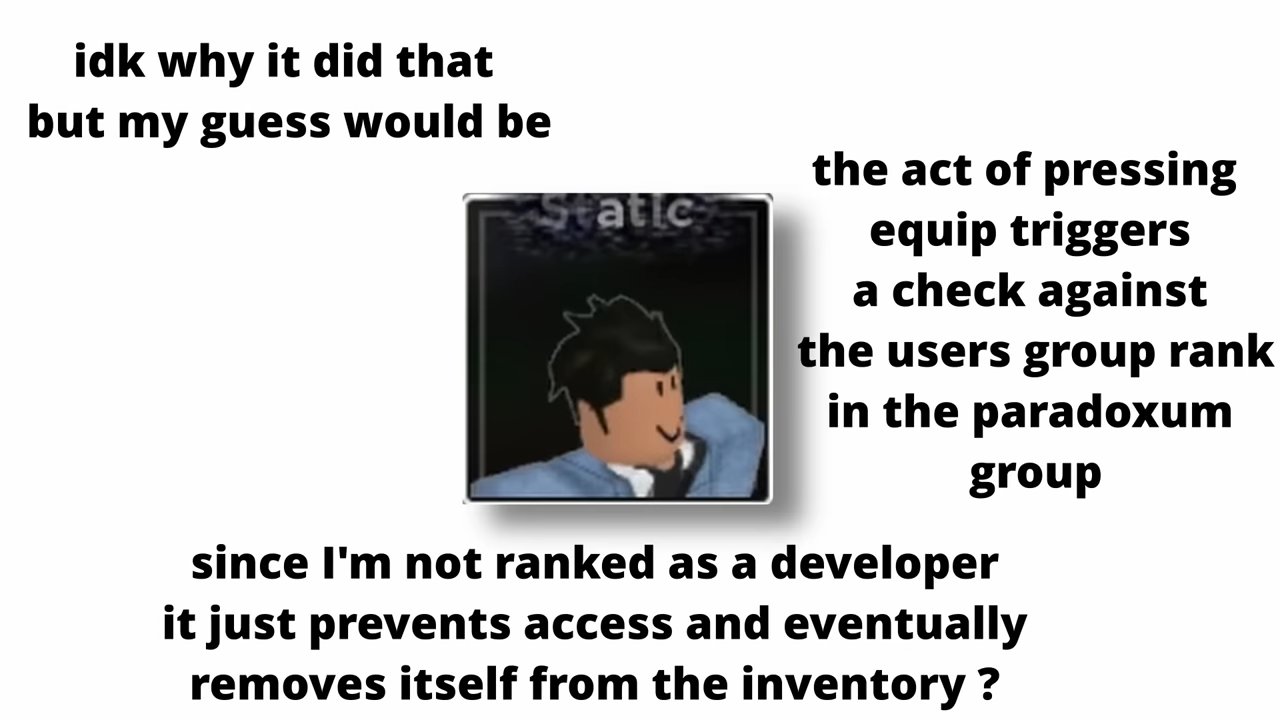 idk why it did that
but my guess would be
the act of pressing
equip triggers
a check against
the users group rank
in the paradoxum
group
Static
since I'm not ranked as a developer
it just prevents access and eventually
removes itself from the inventory ?